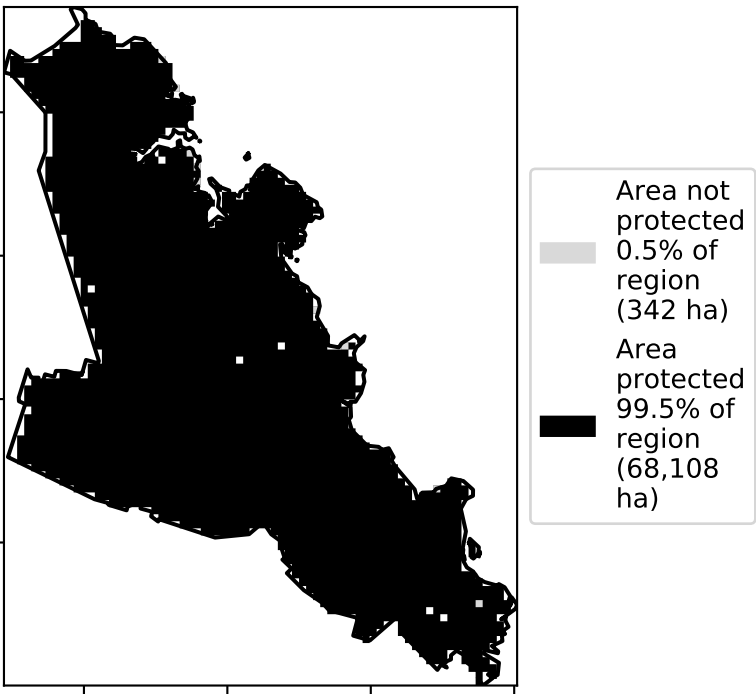 Area not
protected
0.5% of
region
(342 ha)
Area
protected
99.5% of
region
(68,108
ha)